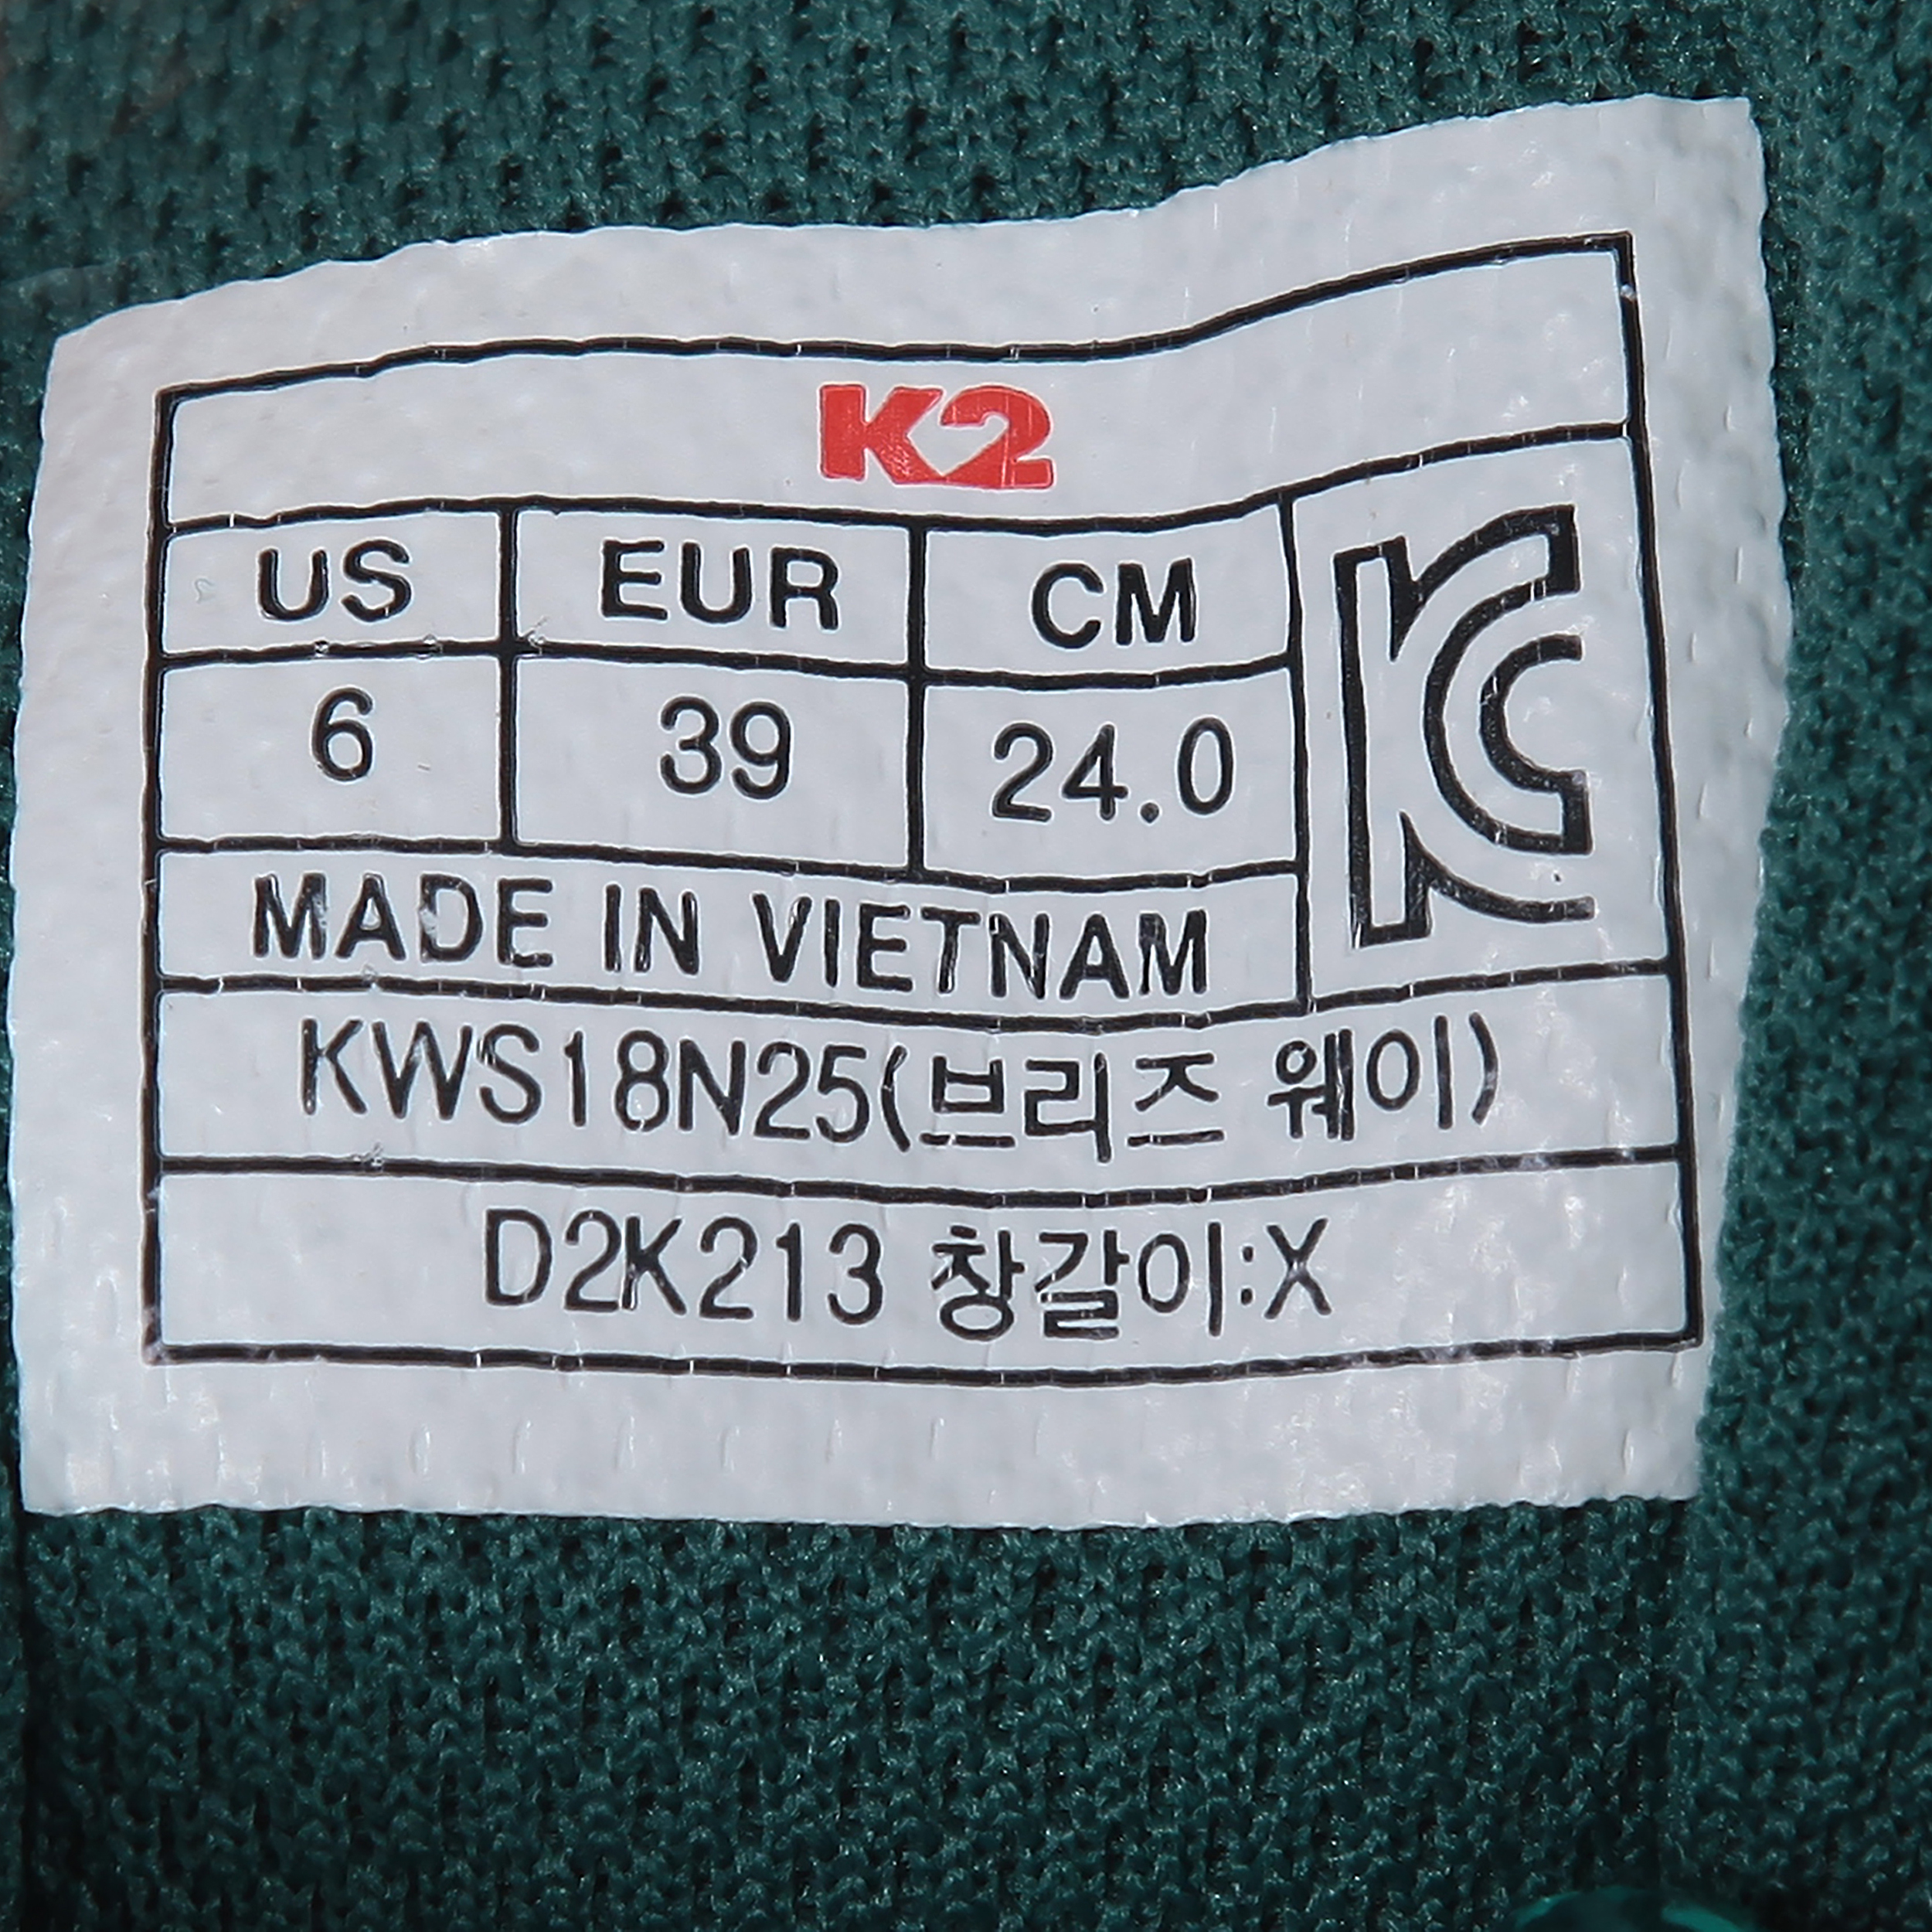 K2
US EUR CM
6 39 24.0
KC
MADE IN VIETNAM
KWS18N25(브리즈 웨이)
D2K213 창갈이:X